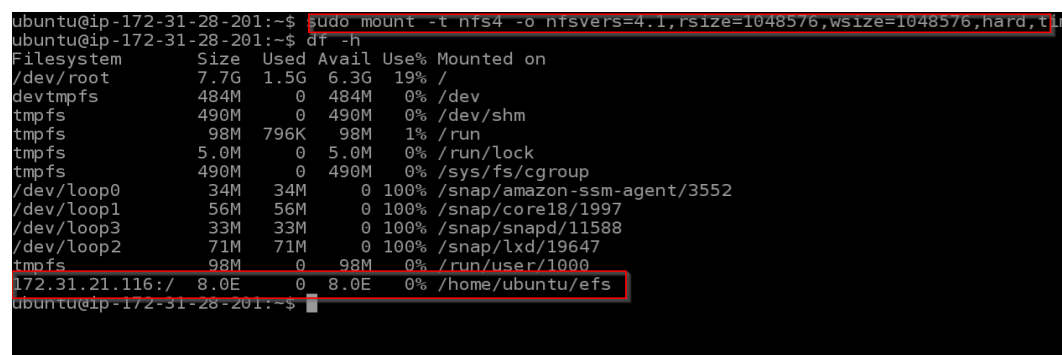 ubuntu@ip-172-31-28-201:~$ sudo mount -t nfs4 -o nfsvers=4.1,rsize=1048576,wsize=1048576,hard,ti
ubuntu@ip-172-31-28-201:~$ df -h
Filesystem Size Used Avail Use% Mounted on
/dev/root 7.7G 1.5G 6.3G 19% /
devtmpfs 484M 0 484M 0% /dev
tmpfs 490M 0 490M 0% /dev/shm
tmpfs 98M 796K 98M 1% /run
tmpfs 5.0M 0 5.0M 0% /run/lock
tmpfs 490M 0 490M 0% /sys/fs/cgroup
/dev/loop0 34M 34M 0 100% /snap/amazon-ssm-agent/3552
/dev/loop1 56M 56M 0 100% /snap/core18/1997
/dev/loop3 33M 33M 0 100% /snap/snapd/11588
/dev/loop2 71M 71M 0 100% /snap/lxd/19647
tmpfs 98M 0 98M 0% /run/user/1000
172.31.21.116:/ 8.0E 0 8.0E 0% /home/ubuntu/efs
ubuntu@ip-172-31-28-201:~$